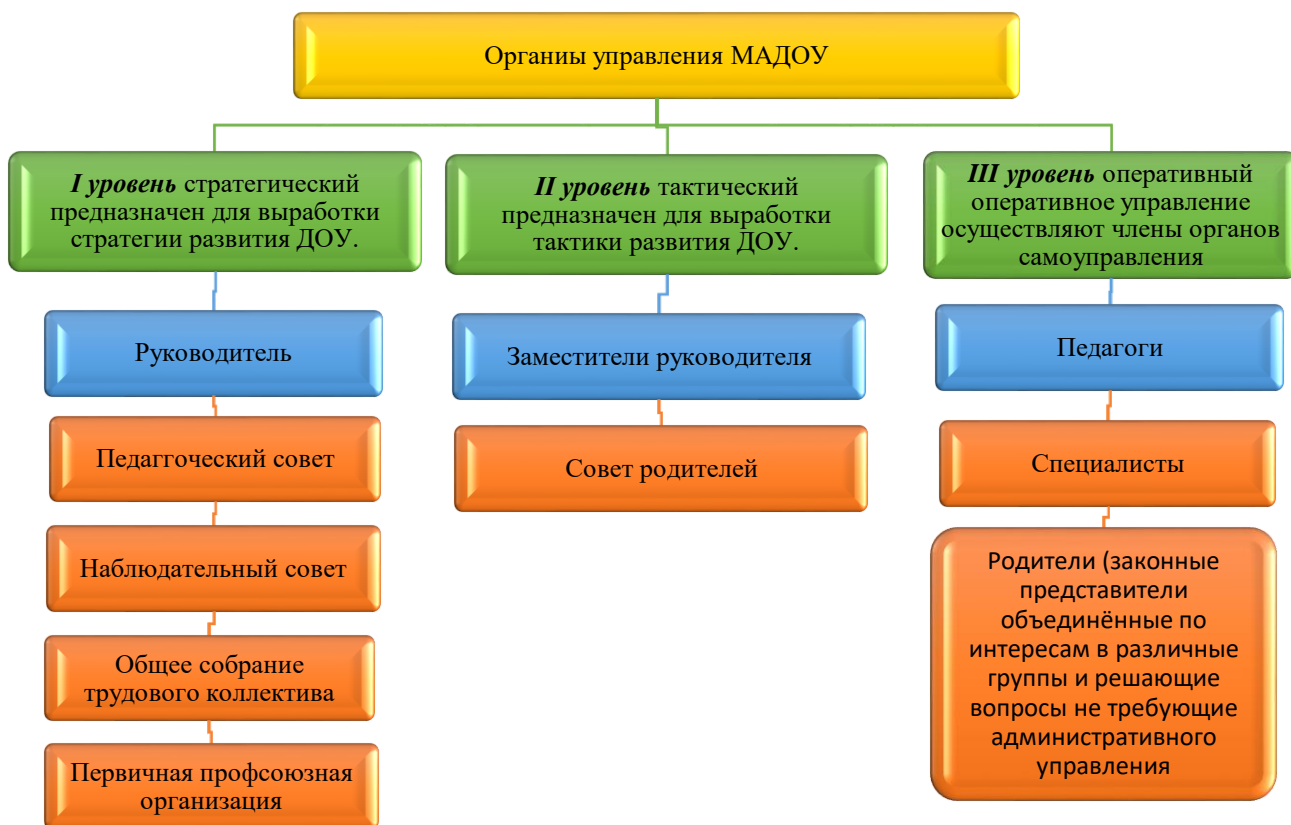 Органиы управления МАДОУ
I уровень стратегический
предназначен для выработки
стратегии развития ДОУ.
Руководитель
Педаггоческий совет
Наблюдательный совет
Общее собрание
трудового коллектива
Первичная профсоюзная
организация
II уровень тактический
предназначен для выработки
тактики развития ДОУ.
Заместители руководителя
Совет родителей
III уровень оперативный
оперативное управление
осуществляют члены органов
самоуправления
Педагоги
Специалисты
Родители (законные
представители
объединённые по
интересам в различные
группы и решающие
вопросы не требующие
административного
управления